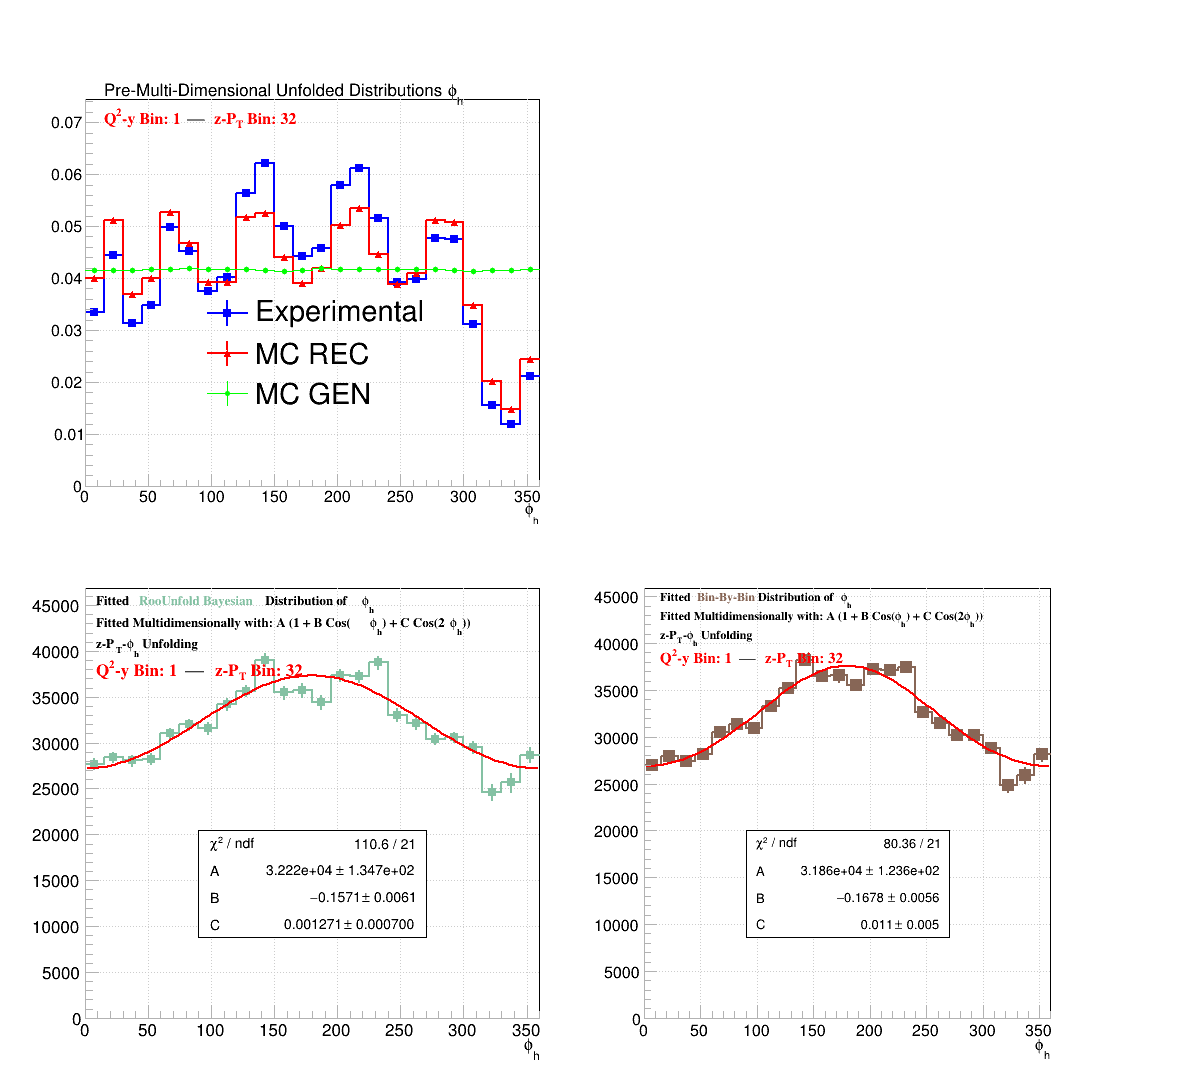 Pre-Multi-Dimensional Unfolded Distributions ϕh
Q²-y Bin: 1 — z-PT Bin: 32
0.07
0.06
0.05
0.04
0.03
0.02
0.01
0
Experimental
MC REC
MC GEN
0 50 100 150 200 250 300 350
ϕh
Fitted RooUnfold Bayesian Distribution of ϕh
Fitted Multidimensionally with: A (1 + B Cos( ϕh) + C Cos(2 ϕh))
z-PT-ϕh Unfolding
Q²-y Bin: 1 — z-PT Bin: 32
45000
40000
35000
30000
25000
20000
15000
10000
5000
0
χ² / ndf 110.6 / 21
A 3.222e+04 ± 1.347e+02
B −0.1571 ± 0.0061
C 0.001271 ± 0.000700
0 50 100 150 200 250 300 350
ϕh
Fitted Bin-By-Bin Distribution of ϕh
Fitted Multidimensionally with: A (1 + B Cos(ϕh) + C Cos(2ϕh))
z-PT-ϕh Unfolding
Q²-y Bin: 1 — z-PT Bin: 32
45000
40000
35000
30000
25000
20000
15000
10000
5000
0
χ² / ndf 80.36 / 21
A 3.186e+04 ± 1.236e+02
B −0.1678 ± 0.0056
C 0.011 ± 0.005
0 50 100 150 200 250 300 350
ϕh